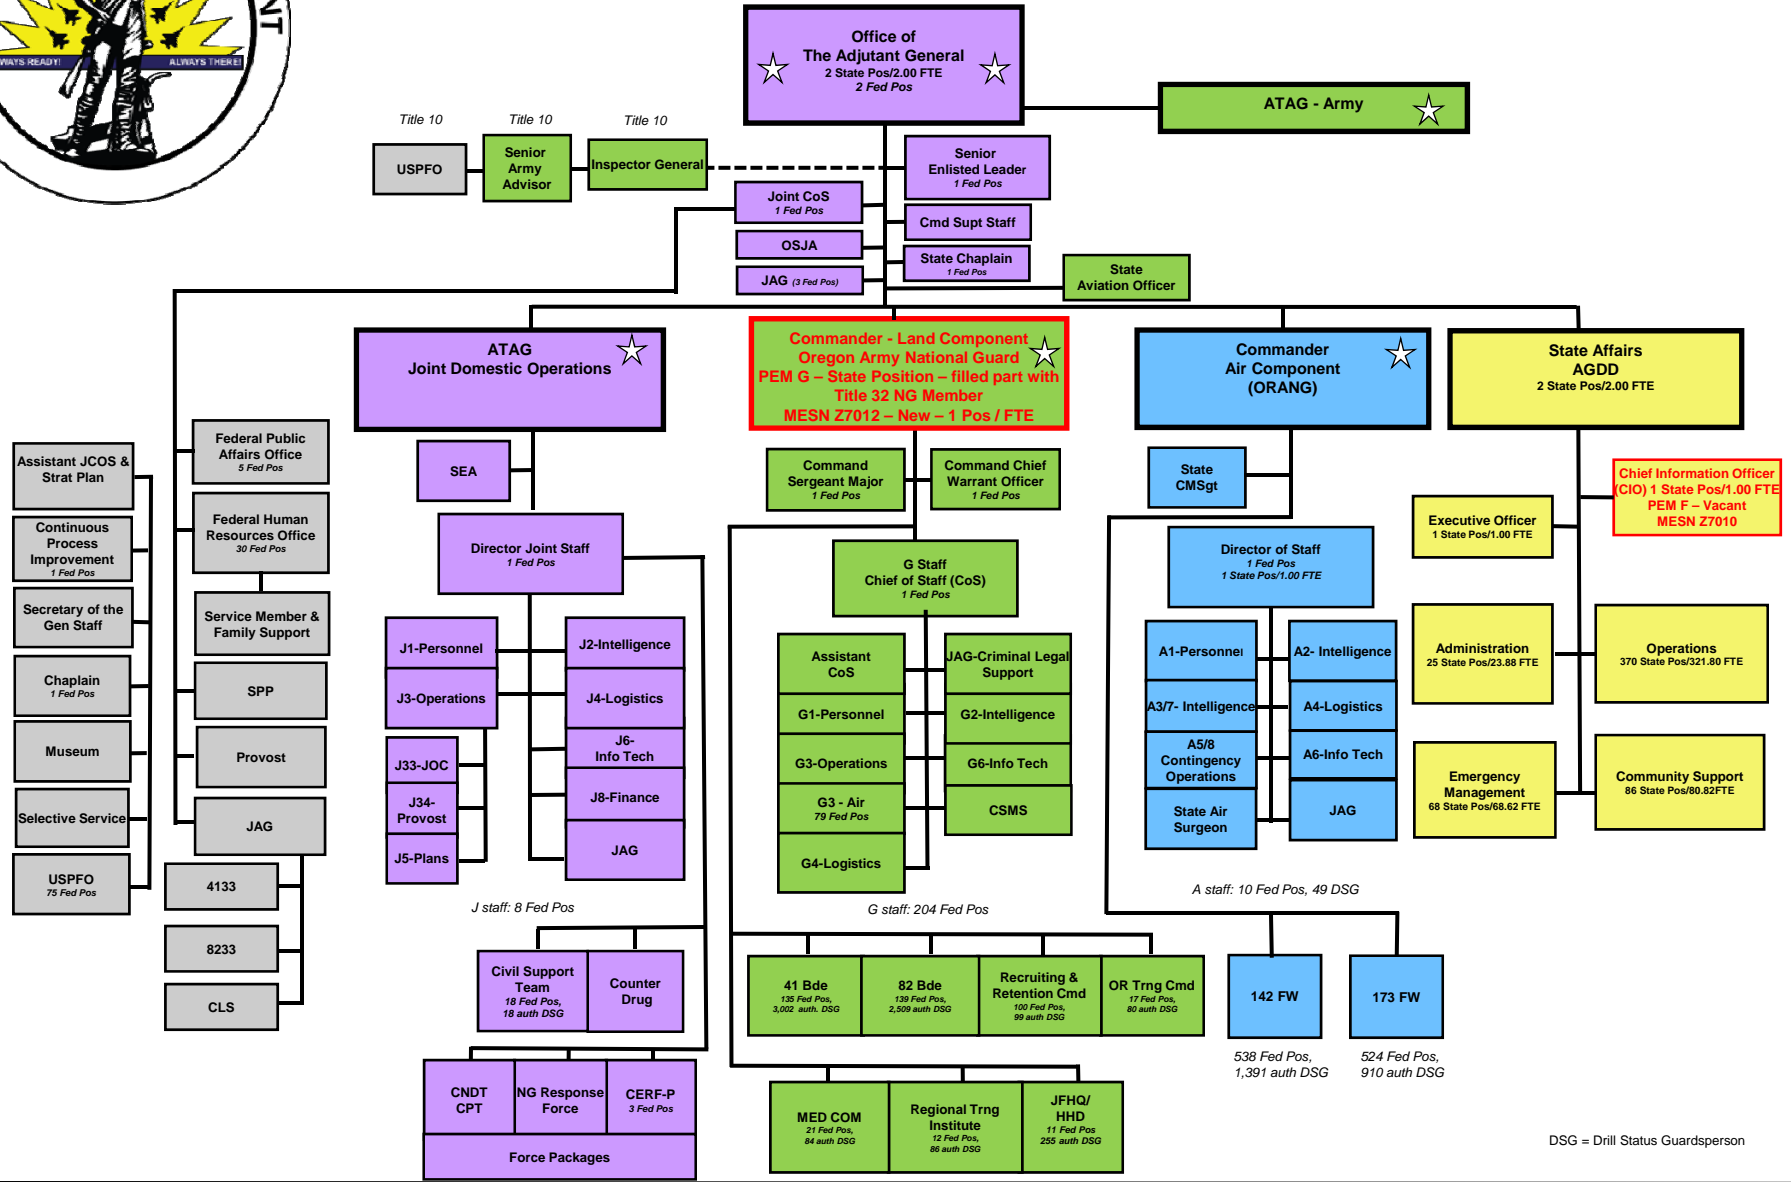 NT
WAYS READY!
ALWAYS THERE!
Office of
The Adjutant General
2 State Pos/2.00 FTE
2 Fed Pos
ATAG - Army
Title 10
Title 10
Title 10
USPFO
Senior
Army
Advisor
Inspector General
Senior
Enlisted Leader
1 Fed Pos
Joint CoS
1 Fed Pos
Cmd Supt Staff
OSJA
State Chaplain
1 Fed Pos
JAG (3 Fed Pos)
State
Aviation Officer
ATAG
Joint Domestic Operations
Commander - Land Component
Oregon Army National Guard
PEM G – State Position – filled part with
Title 32 NG Member
MESN Z7012 – New – 1 Pos / FTE
Commander
Air Component
(ORANG)
State Affairs
AGDD
2 State Pos/2.00 FTE
Assistant JCOS &
Strat Plan
Continuous
Process
Improvement
1 Fed Pos
Secretary of the
Gen Staff
Chaplain
1 Fed Pos
Museum
Selective Service
USPFO
75 Fed Pos
Federal Public
Affairs Office
5 Fed Pos
Federal Human
Resources Office
30 Fed Pos
Service Member &
Family Support
SPP
Provost
JAG
4133
8233
CLS
SEA
Director Joint Staff
1 Fed Pos
J1-Personnel
J2-Intelligence
J3-Operations
J4-Logistics
J33-JOC
J6-
Info Tech
J34-
Provost
J8-Finance
J5-Plans
JAG
J staff: 8 Fed Pos
Civil Support
Team
18 Fed Pos,
18 auth DSG
Counter
Drug
CNDT
CPT
NG Response
Force
CERF-P
3 Fed Pos
Force Packages
Command
Sergeant Major
1 Fed Pos
Command Chief
Warrant Officer
1 Fed Pos
G Staff
Chief of Staff (CoS)
1 Fed Pos
Assistant
CoS
JAG-Criminal Legal
Support
G1-Personnel
G2-Intelligence
G3-Operations
G6-Info Tech
G3 - Air
79 Fed Pos
CSMS
G4-Logistics
G staff: 204 Fed Pos
41 Bde
135 Fed Pos,
3,002 auth. DSG
82 Bde
139 Fed Pos,
2,509 auth DSG
Recruiting &
Retention Cmd
100 Fed Pos,
99 auth DSG
OR Trng Cmd
17 Fed Pos,
80 auth DSG
MED COM
21 Fed Pos,
84 auth DSG
Regional Trng
Institute
12 Fed Pos,
86 auth DSG
JFHQ/
HHD
11 Fed Pos
255 auth DSG
State
CMSgt
Director of Staff
1 Fed Pos
1 State Pos/1.00 FTE
A1-Personnel
A2- Intelligence
A3/7- Intelligence
A4-Logistics
A5/8
Contingency
Operations
A6-Info Tech
State Air
Surgeon
JAG
A staff: 10 Fed Pos, 49 DSG
142 FW
173 FW
538 Fed Pos,
1,391 auth DSG
524 Fed Pos,
910 auth DSG
Chief Information Officer
(CIO) 1 State Pos/1.00 FTE
PEM F – Vacant
MESN Z7010
Executive Officer
1 State Pos/1.00 FTE
Administration
25 State Pos/23.88 FTE
Operations
370 State Pos/321.80 FTE
Emergency
Management
68 State Pos/68.62 FTE
Community Support
86 State Pos/80.82FTE
DSG = Drill Status Guardsperson